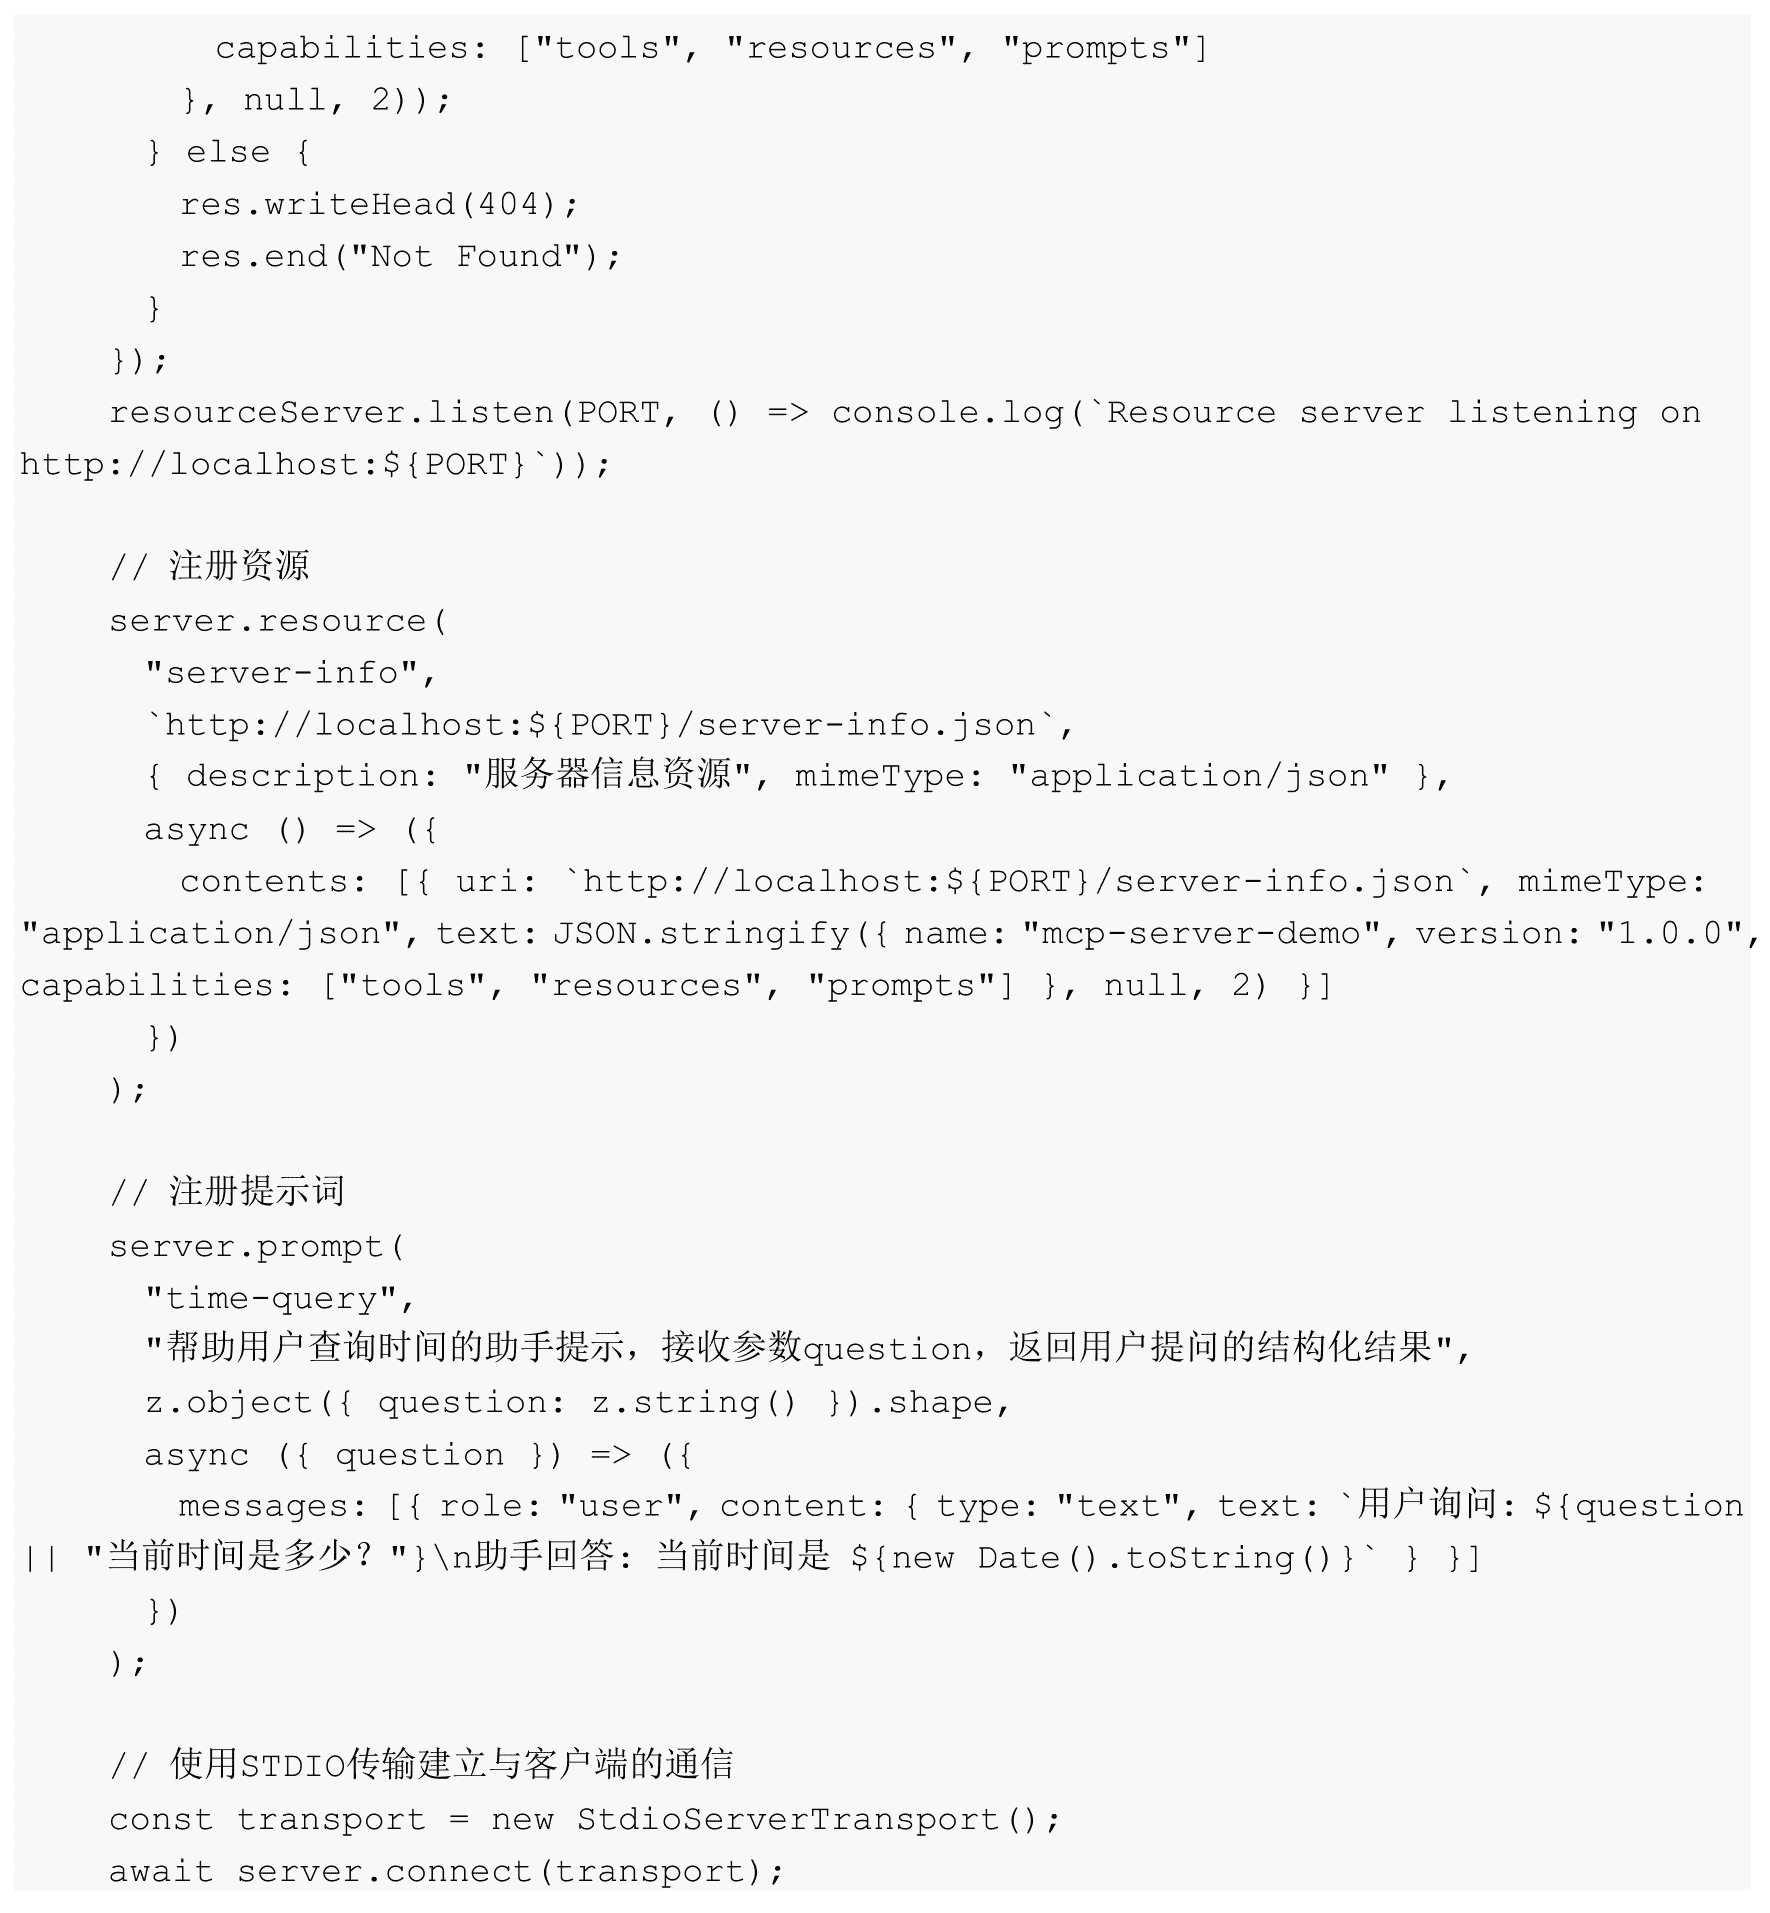 capabilities: ["tools", "resources", "prompts"]
}, null, 2));
} else {
res.writeHead(404);
res.end("Not Found");
}
});
resourceServer.listen(PORT, () => console.log(`Resource server listening on
http://localhost:${PORT}`));
// 注册资源
server.resource(
"server-info",
`http://localhost:${PORT}/server-info.json`,
{ description: "服务器信息资源", mimeType: "application/json" },
async () => ({
contents: [{ uri: `http://localhost:${PORT}/server-info.json`, mimeType:
"application/json", text: JSON.stringify({ name: "mcp-server-demo", version: "1.0.0",
capabilities: ["tools", "resources", "prompts"] }, null, 2) }]
})
);
// 注册提示词
server.prompt(
"time-query",
"帮助用户查询时间的助手提示，接收参数question，返回用户提问的结构化结果",
z.object({ question: z.string() }).shape,
async ({ question }) => ({
messages: [{ role: "user", content: { type: "text", text: `用户询问: ${question
|| "当前时间是多少？"}\n助手回答: 当前时间是 ${new Date().toString()}` } }]
})
);
// 使用STDIO传输建立与客户端的通信
const transport = new StdioServerTransport();
await server.connect(transport);